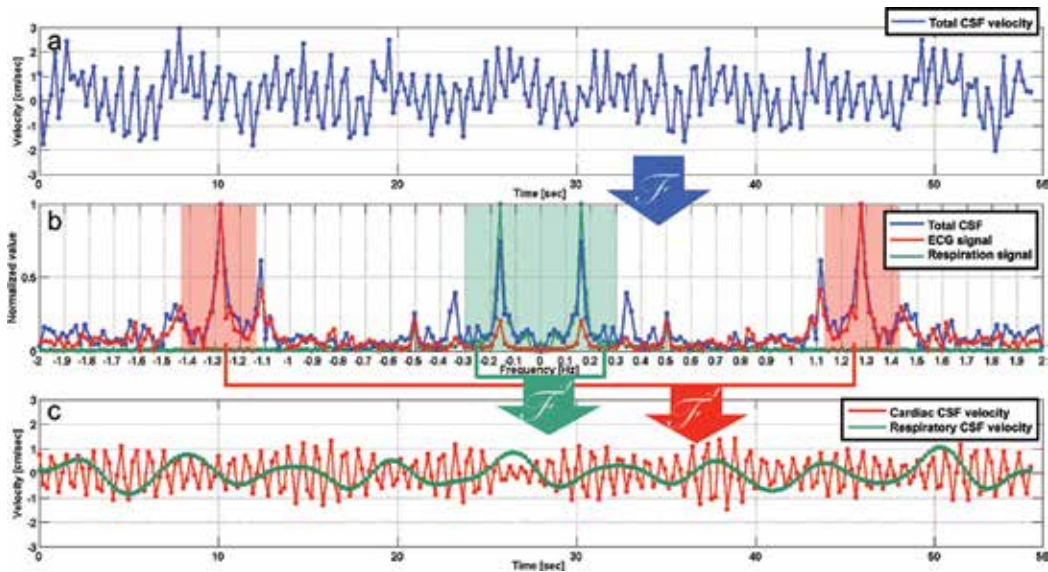 a
Total CSF velocity
Velocity [cm/sec]
3
2
1
0
-1
-2
-3
0 10 20 30 40 50 56
Time [sec]
F
b
Total CSF
ECG signal
Respiration signal
Normalized value
1
0.5
0
-2 -1.9 -1.8 -1.7 -1.6 -1.5 -1.4 -1.3 -1.2 -1.1 -1 -0.9 -0.8 -0.7 -0.6 -0.5 -0.4 -0.3 -0.2 -0.1 0 0.1 0.2 0.3 0.4 0.5 0.6 0.7 0.8 0.9 1 1.1 1.2 1.3 1.4 1.5 1.6 1.7 1.8 1.9 2
Frequency [Hz]
c
Cardiac CSF velocity
Respiratory CSF velocity
Velocity [cm/sec]
3
2
1
0
-1
-2
-3
0 10 20 30 40 50 56
Time [sec]